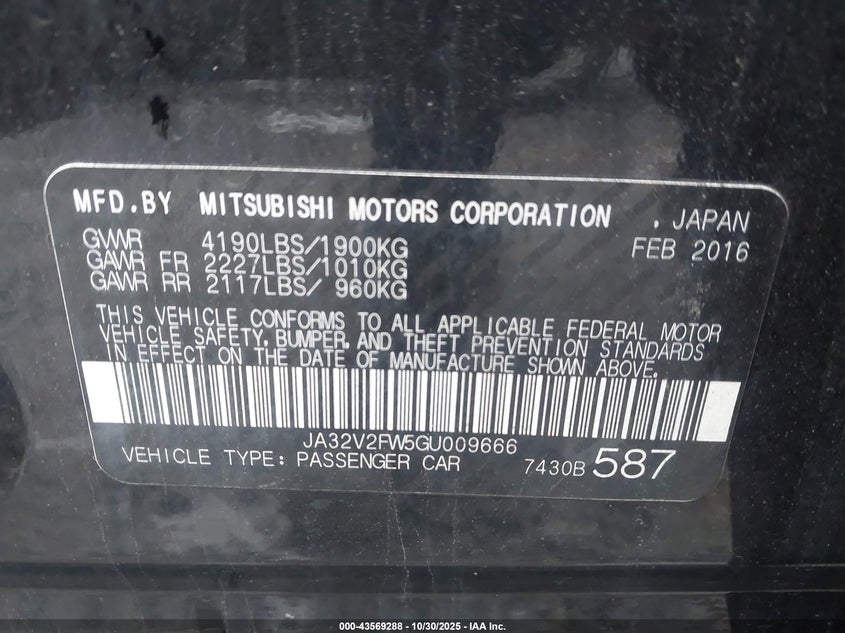 MFD.BY MITSUBISHI MOTORS CORPORATION , JAPAN
GVWR 4190LBS/1900KG FEB 2016
GAWR FR 2227LBS/1010KG
GAWR RR 2117LBS/ 960KG
THIS VEHICLE CONFORMS TO ALL APPLICABLE FEDERAL MOTOR
VEHICLE SAFETY, BUMPER, AND THEFT PREVENTION STANDARDS
IN EFFECT ON THE DATE OF MANUFACTURE SHOWN ABOVE.
JA32V2FW5GU009666
VEHICLE TYPE: PASSENGER CAR 7430B 587
000-43569288 - 10/30/2025 - IAA Inc.